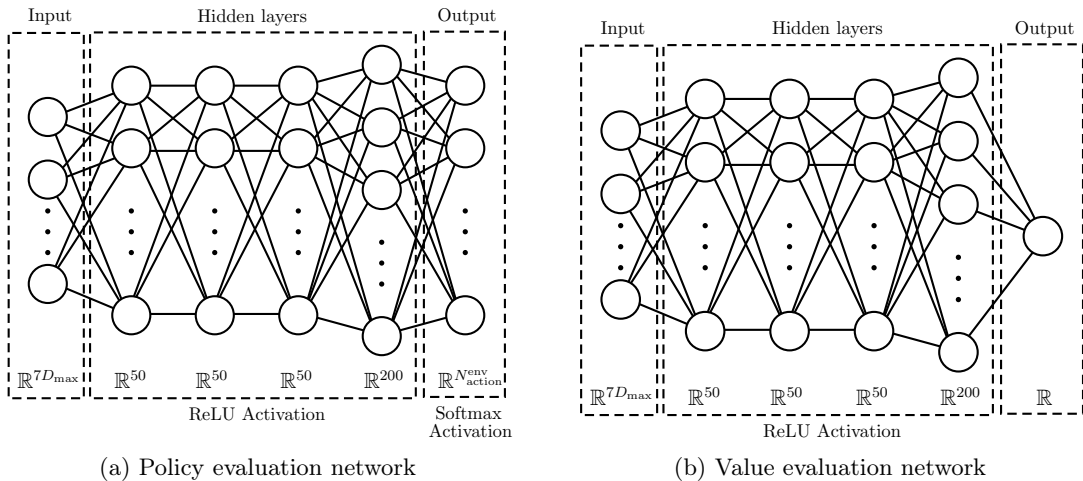 Input Hidden layers Output
ℝ^{7D_max} ℝ^{50} ℝ^{50} ℝ^{50} ℝ^{200} ℝ^{N_action^env}
ReLU Activation
Softmax
Activation
(a) Policy evaluation network
Input Hidden layers Output
ℝ^{7D_max} ℝ^{50} ℝ^{50} ℝ^{50} ℝ^{200} ℝ
ReLU Activation
(b) Value evaluation network